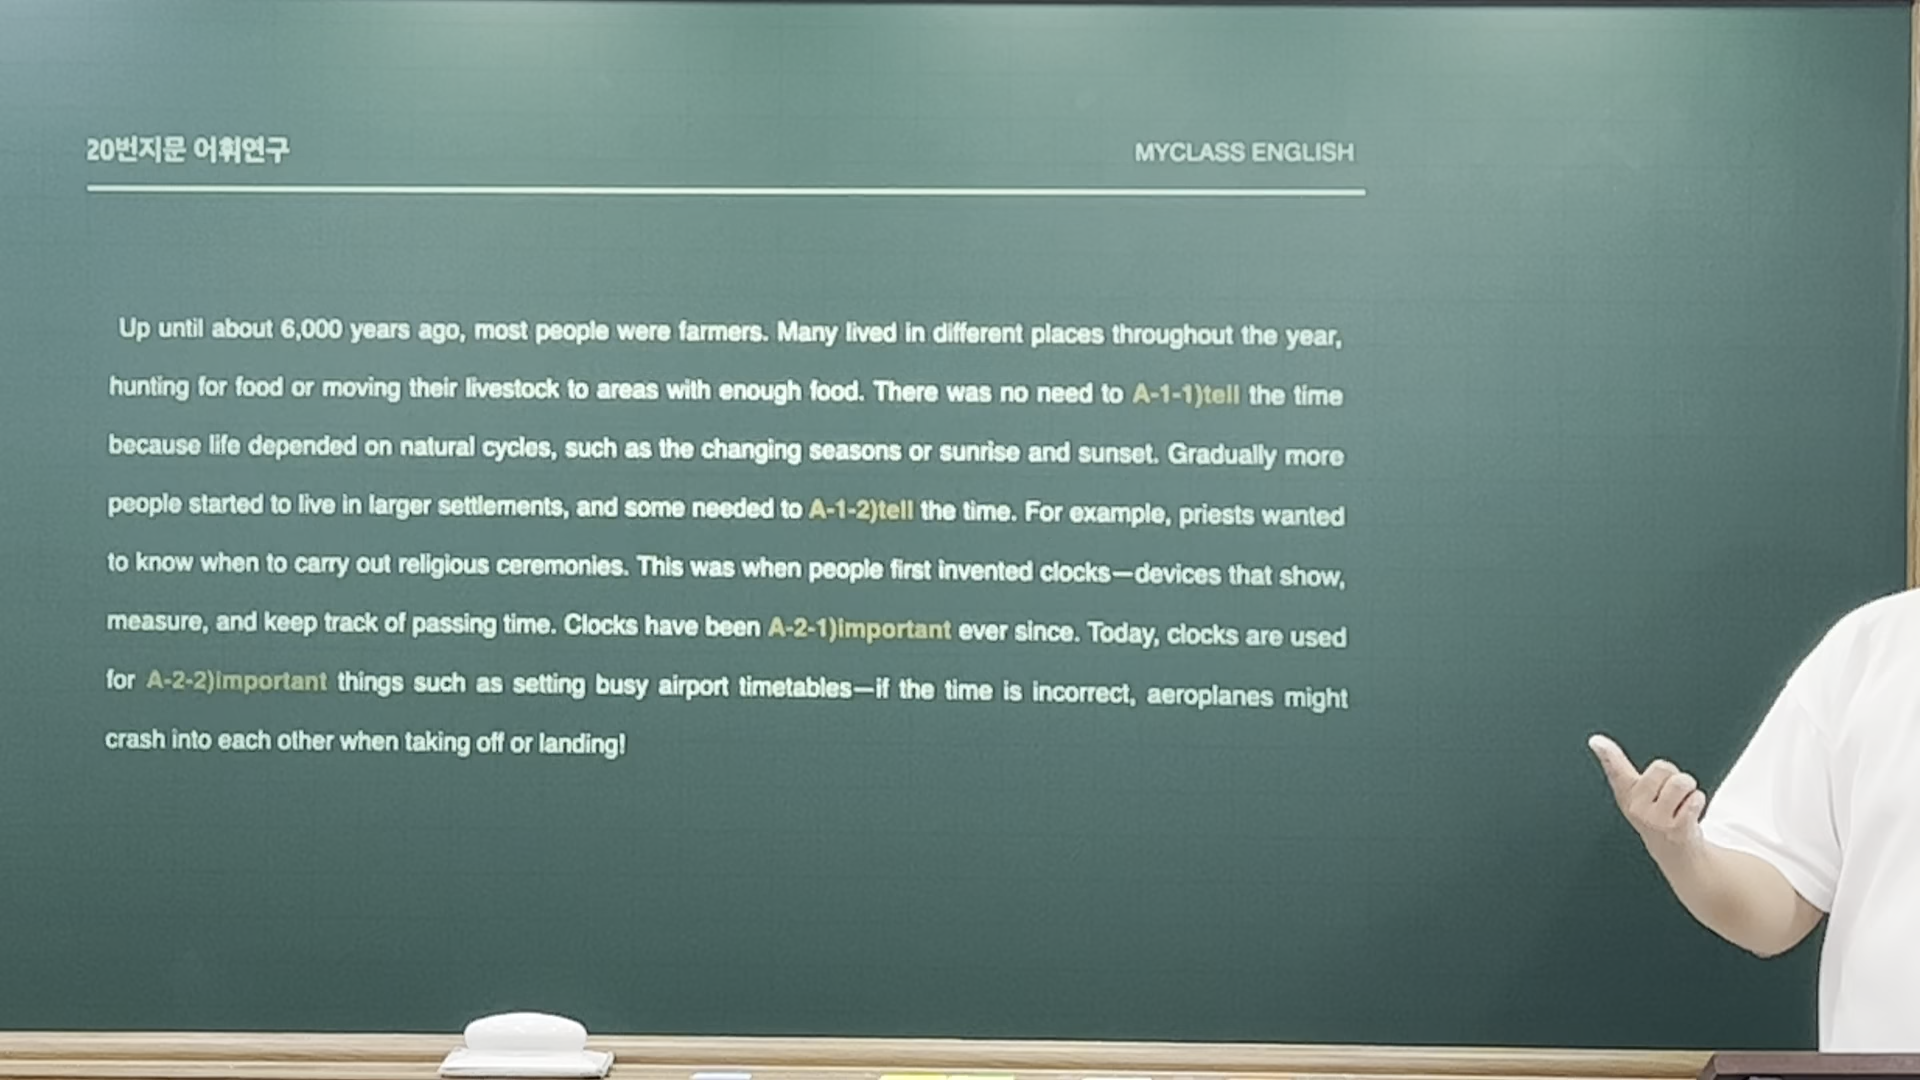 20번지문 어휘연구
MYCLASS ENGLISH
Up until about 6,000 years ago, most people were farmers. Many lived in different places throughout the year,
hunting for food or moving their livestock to areas with enough food. There was no need to A-1-1)tell the time
because life depended on natural cycles, such as the changing seasons or sunrise and sunset. Gradually more
people started to live in larger settlements, and some needed to A-1-2)tell the time. For example, priests wanted
to know when to carry out religious ceremonies. This was when people first invented clocks—devices that show,
measure, and keep track of passing time. Clocks have been A-2-1)important ever since. Today, clocks are used
for A-2-2)important things such as setting busy airport timetables—if the time is incorrect, aeroplanes might
crash into each other when taking off or landing!